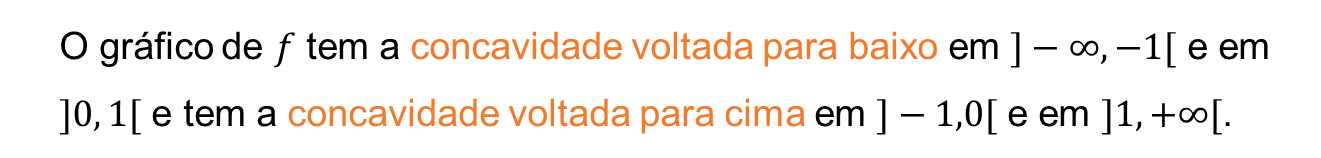 O gráfico de 𝑓 tem a concavidade voltada para baixo em ]−∞,−1[ e em
]0, 1[ e tem a concavidade voltada para cima em ]−1,0[ e em ]1,+∞[.